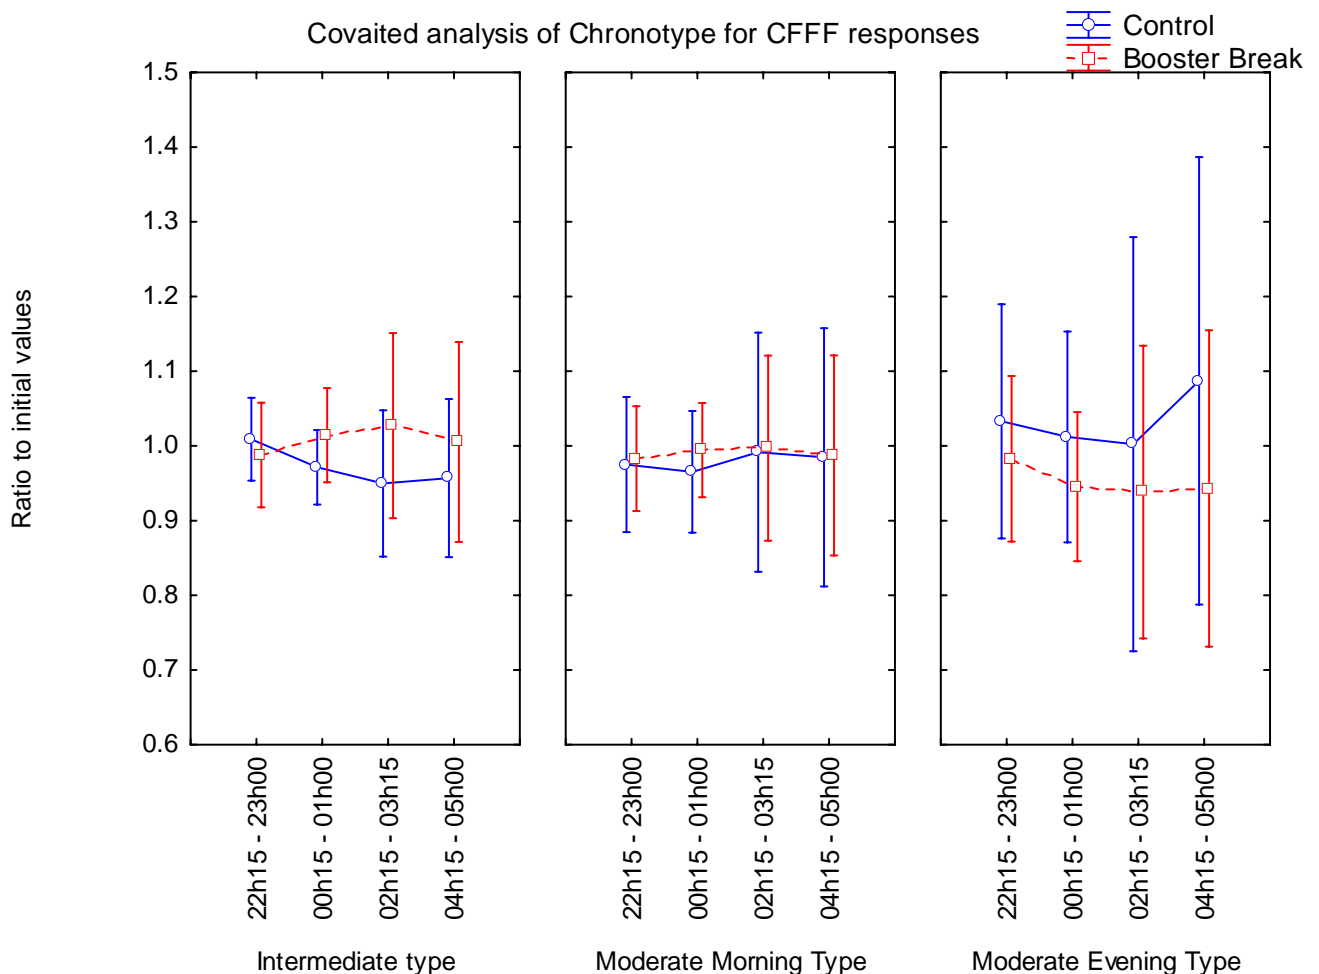 Covaited analysis of Chronotype for CFFF responses
Control
Booster Break
Ratio to initial values
1.5
1.4
1.3
1.2
1.1
1.0
0.9
0.8
0.7
0.6
22h15 - 23h00
00h15 - 01h00
02h15 - 03h15
04h15 - 05h00
Intermediate type
22h15 - 23h00
00h15 - 01h00
02h15 - 03h15
04h15 - 05h00
Moderate Morning Type
22h15 - 23h00
00h15 - 01h00
02h15 - 03h15
04h15 - 05h00
Moderate Evening Type